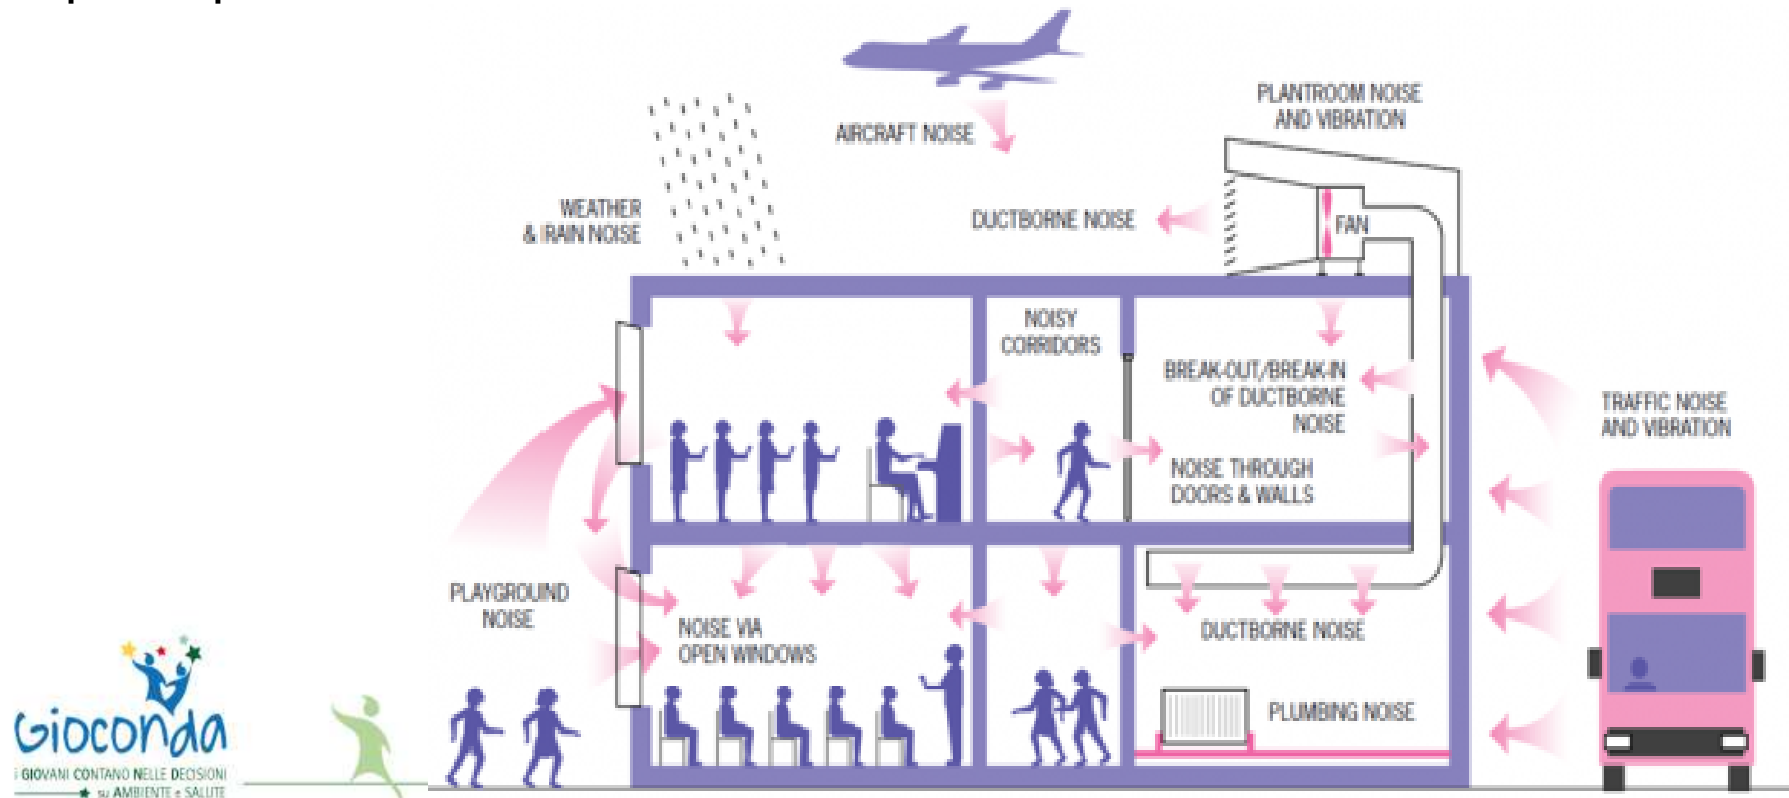 AIRCRAFT NOISE
PLANTROOM NOISE
AND VIBRATION
WEATHER
& RAIN NOISE
DUCTBORNE NOISE
FAN
NOISY
CORRIDORS
BREAK-OUT/BREAK-IN
OF DUCTBORNE
NOISE
TRAFFIC NOISE
AND VIBRATION
NOISE THROUGH
DOORS & WALLS
PLAYGROUND
NOISE
NOISE VIA
OPEN WINDOWS
DUCTBORNE NOISE
PLUMBING NOISE
Gioconda
i GIOVANI CONTANO NELLE DECISIONI
su AMBIENTE e SALUTE